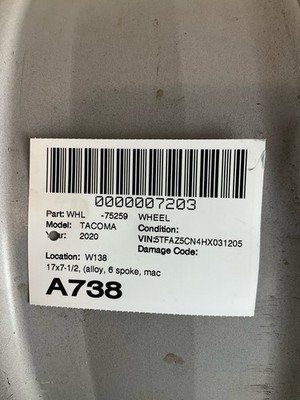 0000007203
Part: WHL -75259 WHEEL
Model: TACOMA Condition:
Year: 2020 VIN:5TFAZ5CN4HX031205
Damage Code:
Location: W138
17x7-1/2, (alloy, 6 spoke, mac
A738